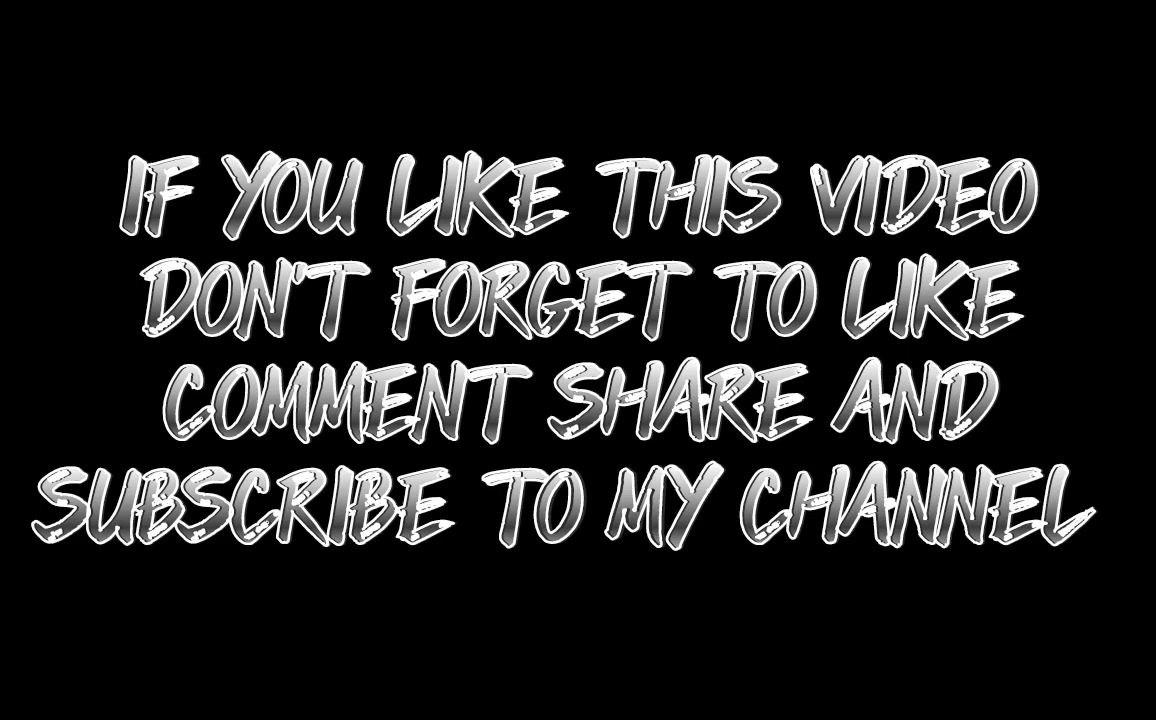 IF YOU LIKE THIS VIDEO
DON'T FORGET TO LIKE
COMMENT SHARE AND
SUBSCRIBE TO MY CHANNEL